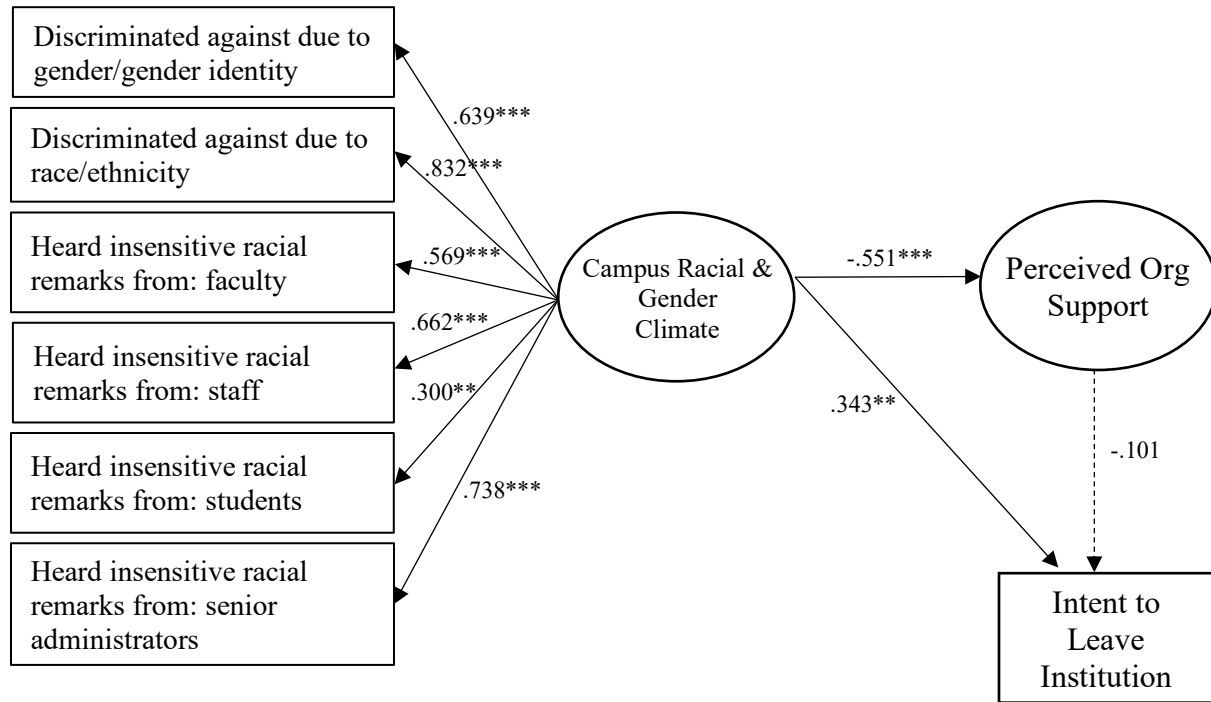 Discriminated against due to
gender/gender identity
Discriminated against due to
race/ethnicity
Heard insensitive racial
remarks from: faculty
Heard insensitive racial
remarks from: staff
Heard insensitive racial
remarks from: students
Heard insensitive racial
remarks from: senior
administrators
.639***
.832***
.569***
.662***
.300**
.738***
Campus Racial &
Gender
Climate
-.551***
.343**
Perceived Org
Support
-.101
Intent to
Leave
Institution